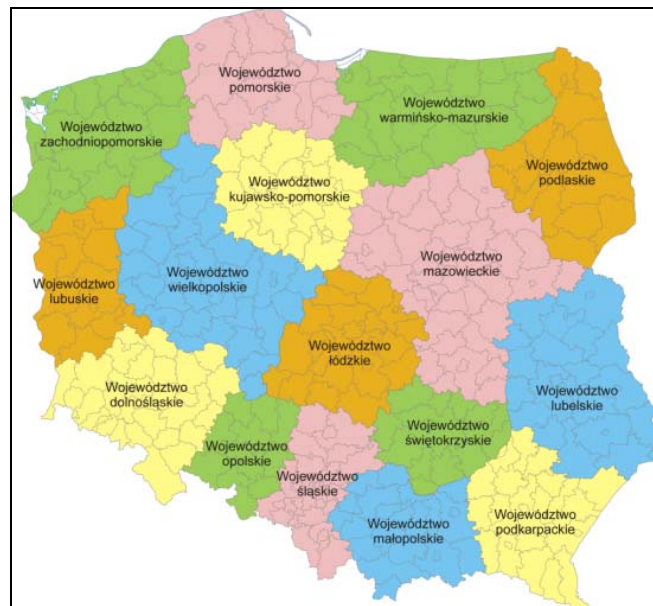 Województwo
pomorskie
Województwo
warmińsko-mazurskie
Województwo
zachodniopomorskie
Województwo
podlaskie
Województwo
kujawsko-pomorskie
Województwo
mazowieckie
Województwo
wielkopolskie
Województwo
lubuskie
Województwo
łódzkie
Województwo
dolnośląskie
Województwo
lubelskie
Województwo
świętokrzyskie
Województwo
opolskie
Województwo
śląskie
Województwo
małopolskie
Województwo
podkarpackie